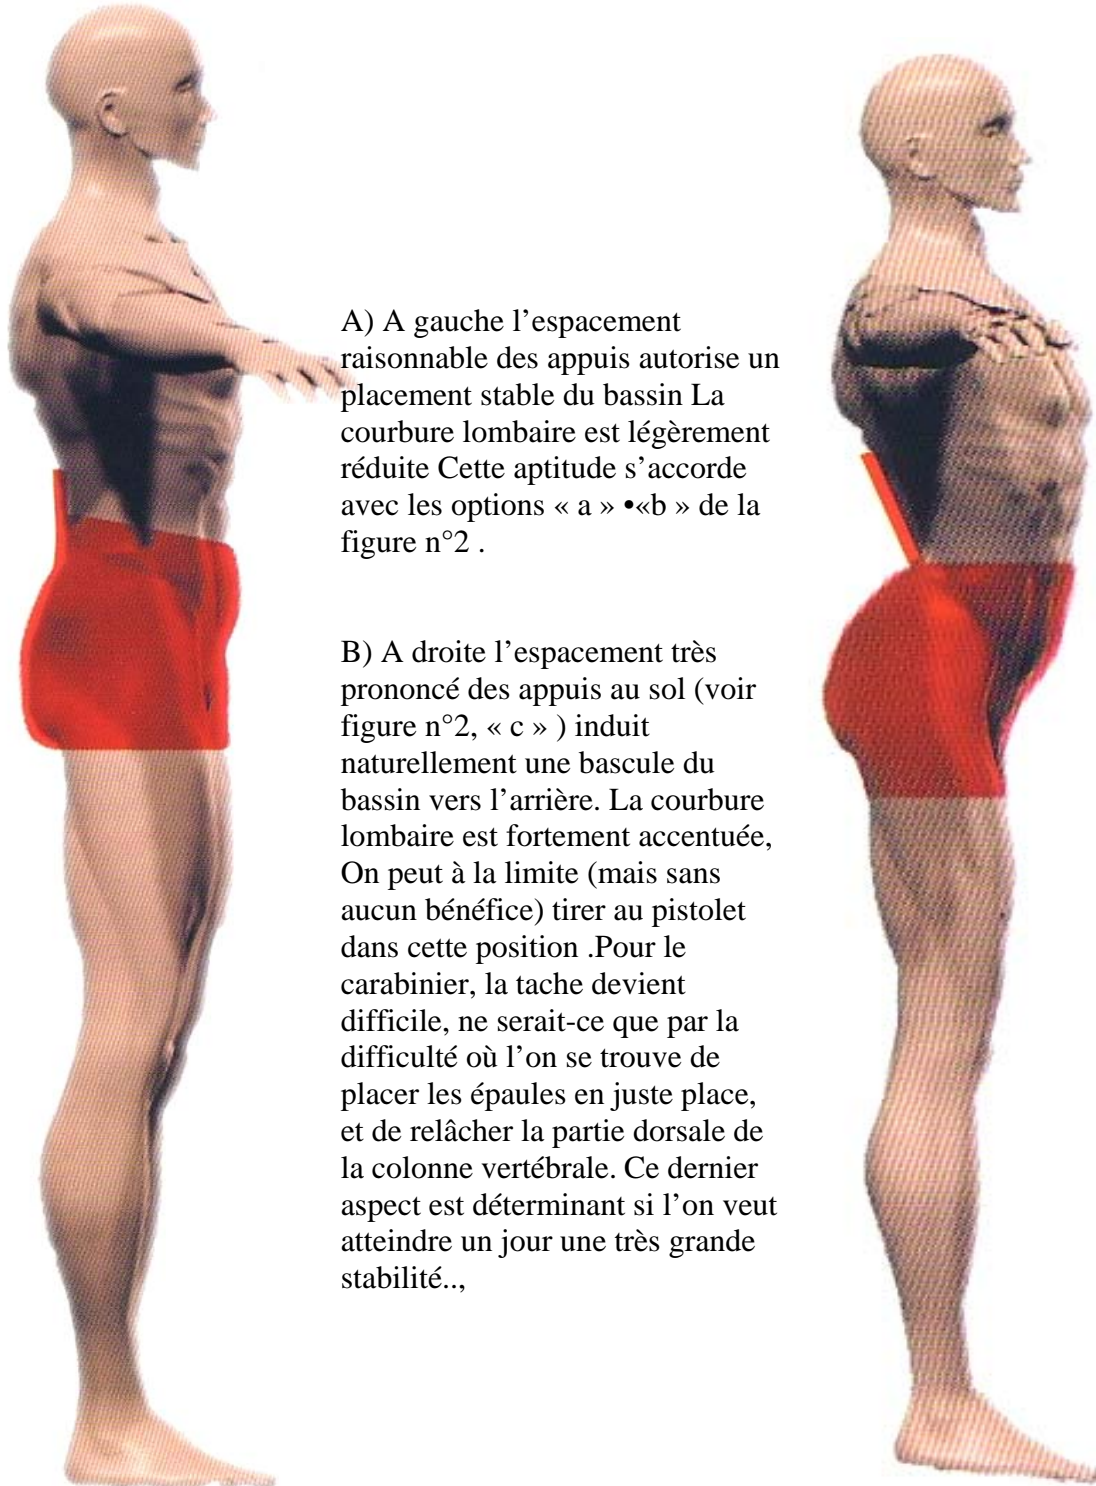 A) A gauche l’espacement
raisonnable des appuis autorise un
placement stable du bassin La
courbure lombaire est légèrement
réduite Cette aptitude s’accorde
avec les options « a » •«b » de la
figure n°2 .
B) A droite l’espacement très
prononcé des appuis au sol (voir
figure n°2, « c » ) induit
naturellement une bascule du
bassin vers l’arrière. La courbure
lombaire est fortement accentuée,
On peut à la limite (mais sans
aucun bénéfice) tirer au pistolet
dans cette position .Pour le
carabinier, la tache devient
difficile, ne serait-ce que par la
difficulté où l’on se trouve de
placer les épaules en juste place,
et de relâcher la partie dorsale de
la colonne vertébrale. Ce dernier
aspect est déterminant si l’on veut
atteindre un jour une très grande
stabilité..,